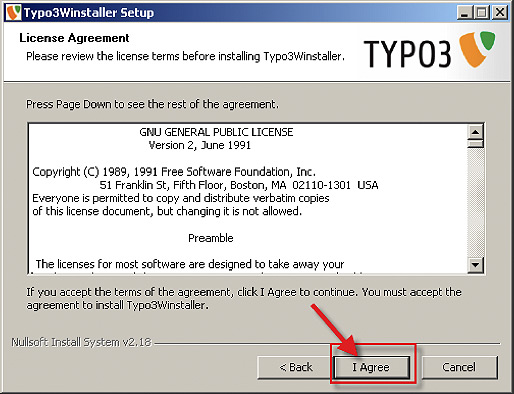 Typo3Winstaller Setup
License Agreement
Please review the license terms before installing Typo3Winstaller.
TYPO3
Press Page Down to see the rest of the agreement.
GNU GENERAL PUBLIC LICENSE
Version 2, June 1991
Copyright (C) 1989, 1991 Free Software Foundation, Inc.
51 Franklin St, Fifth Floor, Boston, MA 02110-1301 USA
Everyone is permitted to copy and distribute verbatim copies
of this license document, but changing it is not allowed.
Preamble
The licenses for most software are designed to take away your
If you accept the terms of the agreement, click I Agree to continue. You must accept the
agreement to install Typo3Winstaller.
Nullsoft Install System v2.18
< Back
I Agree
Cancel